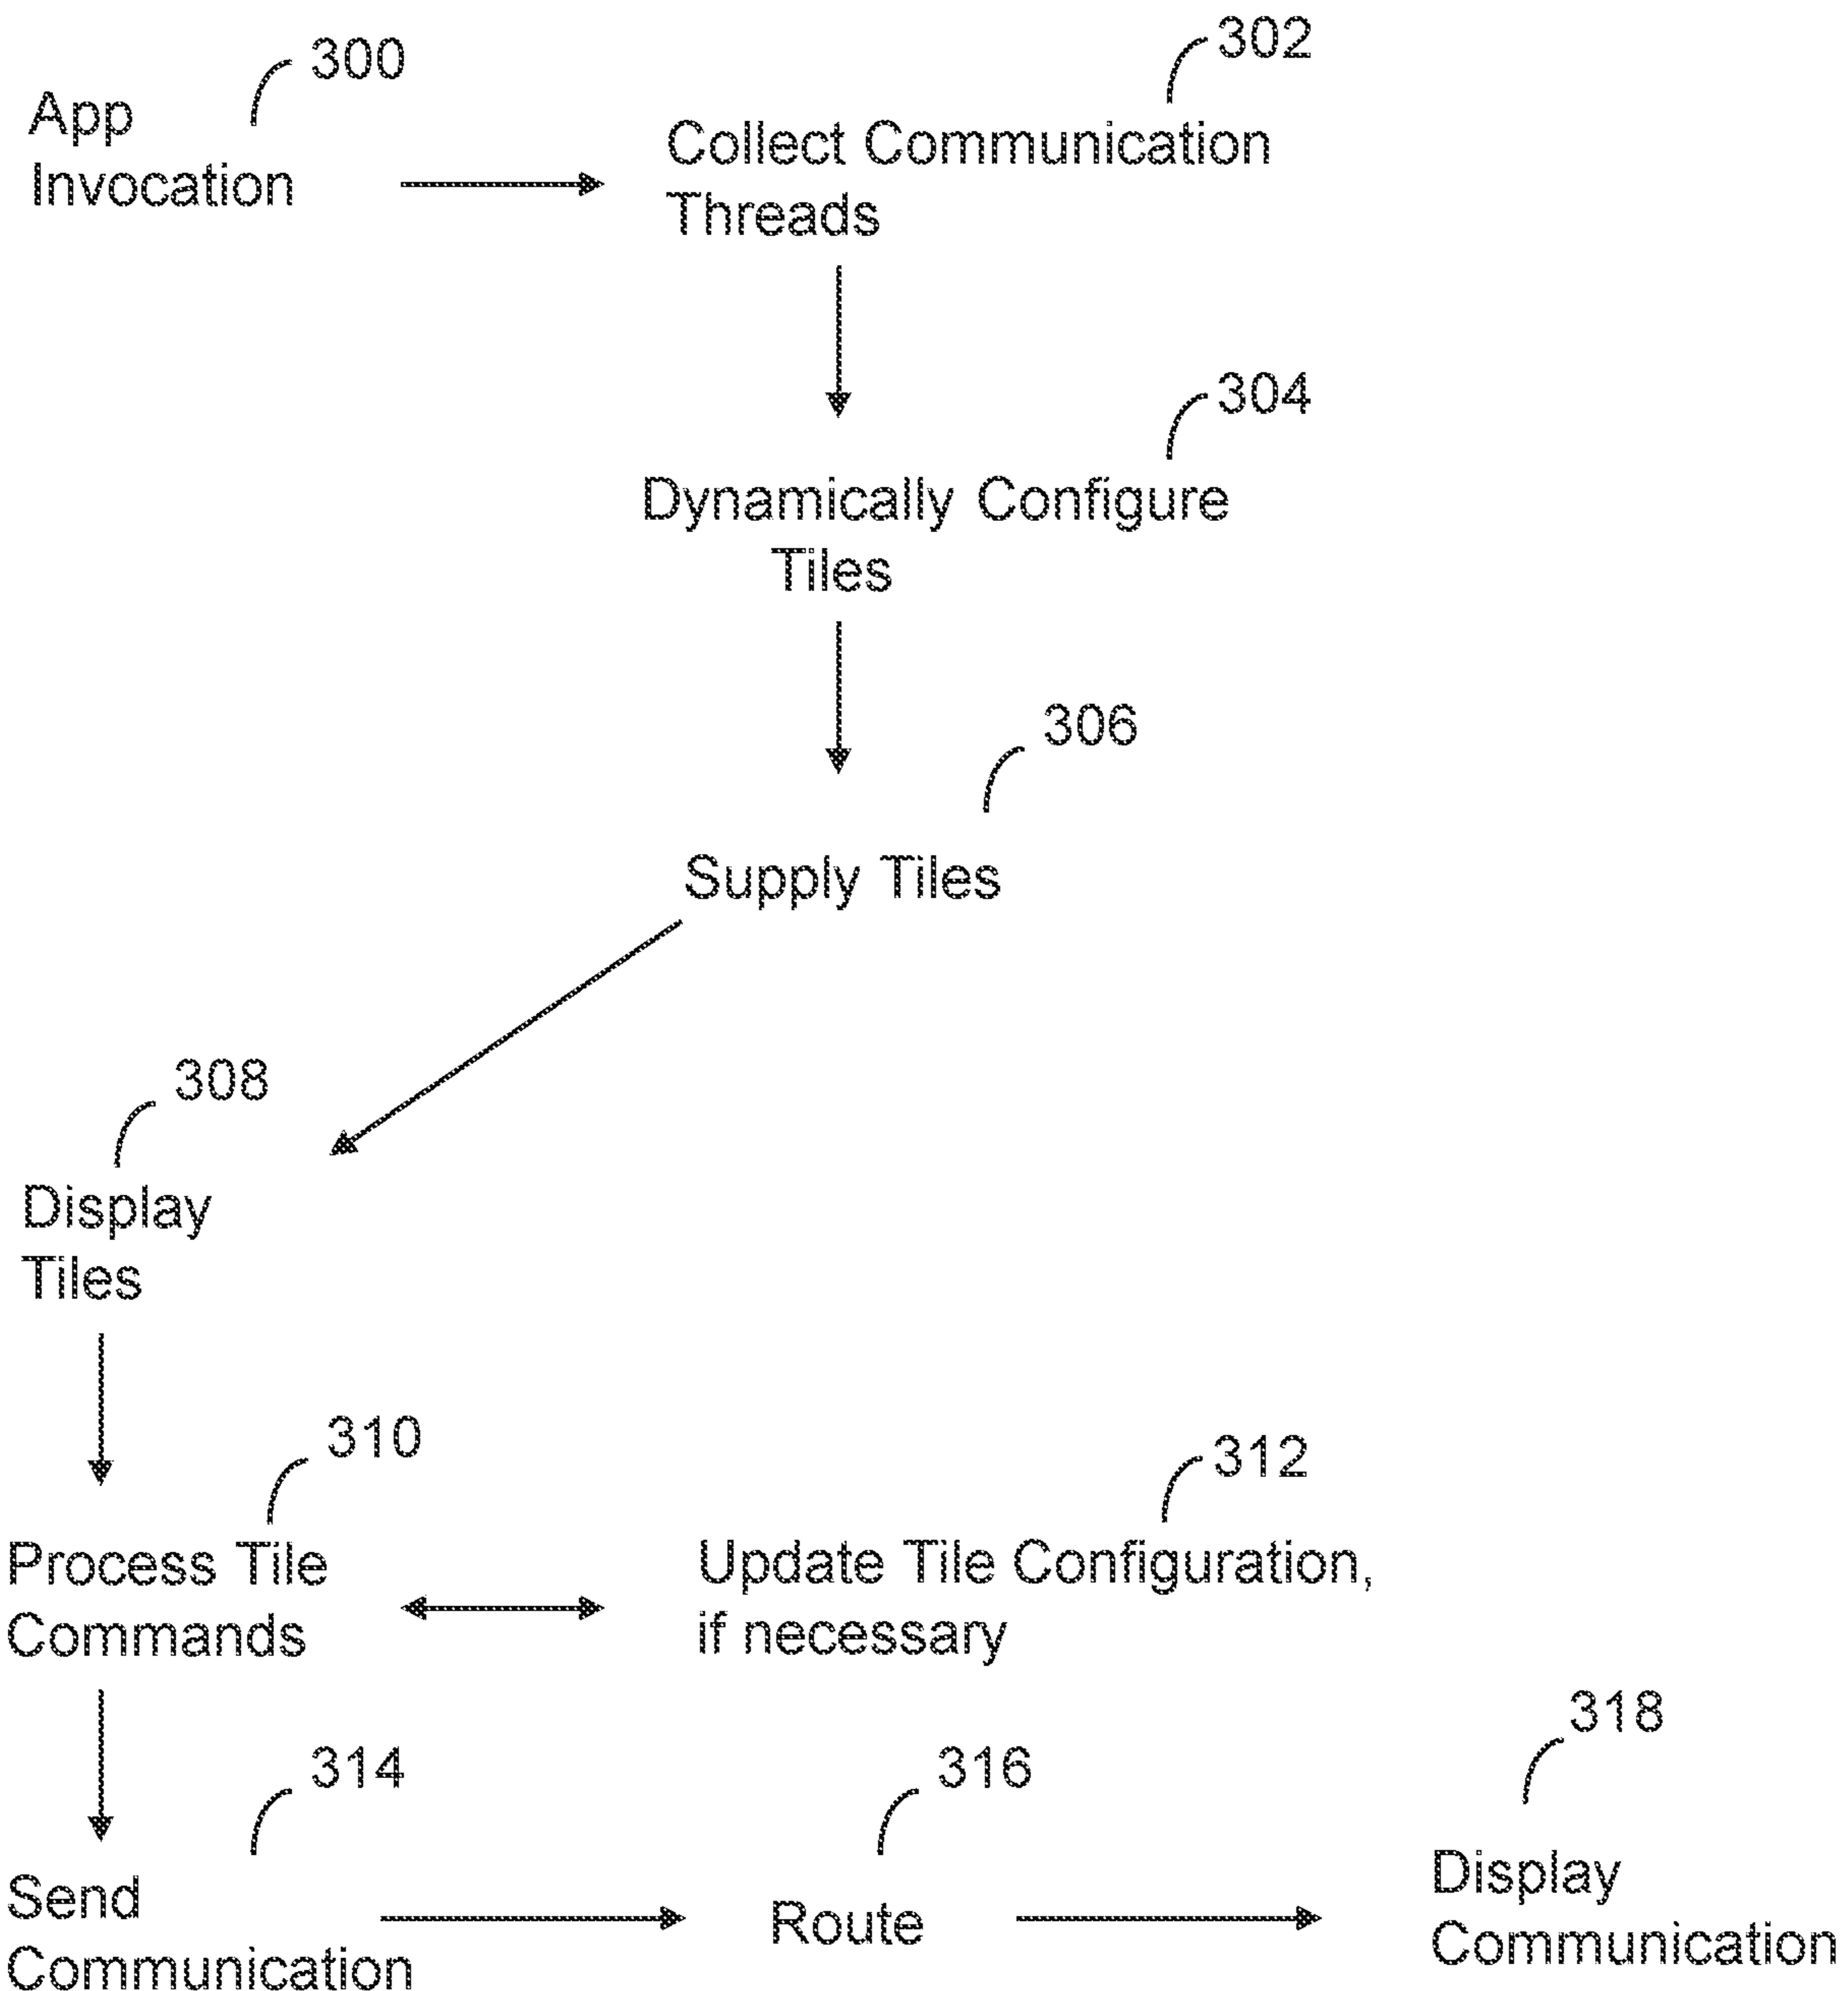 300
App
Invocation
302
Collect Communication
Threads
304
Dynamically Configure
Tiles
306
Supply Tiles
308
Display
Tiles
310
Process Tile
Commands
312
Update Tile Configuration,
if necessary
314
Send
Communication
316
Route
318
Display
Communication